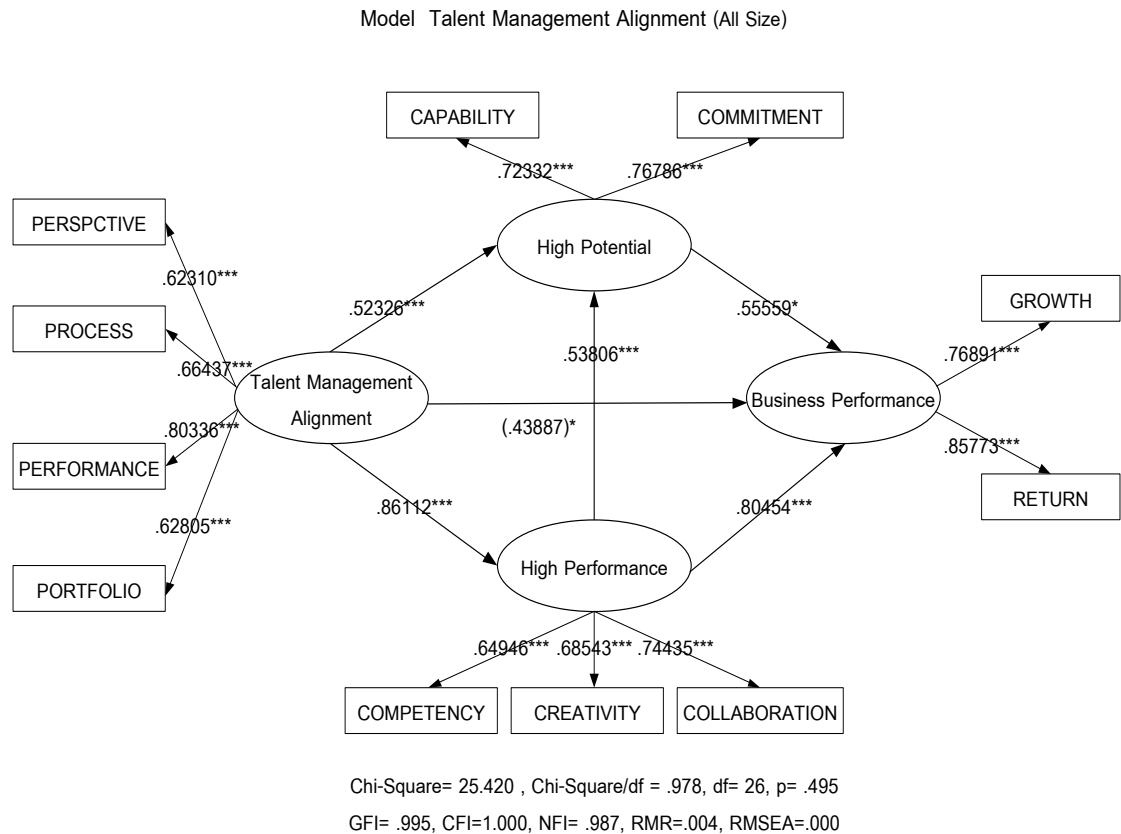 Model Talent Management Alignment (All Size)
CAPABILITY
COMMITMENT
.72332***
.76786***
PERSPCTIVE
High Potential
.62310***
GROWTH
PROCESS
.52326***
.55559*
.66437***
.53806***
.76891***
Talent Management
Alignment
Business Performance
(.43887)*
.80336***
PERFORMANCE
.85773***
RETURN
.86112***
.80454***
.62805***
PORTFOLIO
High Performance
.64946***
.68543***
.74435***
COMPETENCY
CREATIVITY
COLLABORATION
Chi-Square= 25.420 , Chi-Square/df = .978, df= 26, p= .495
GFI= .995, CFI=1.000, NFI= .987, RMR=.004, RMSEA=.000